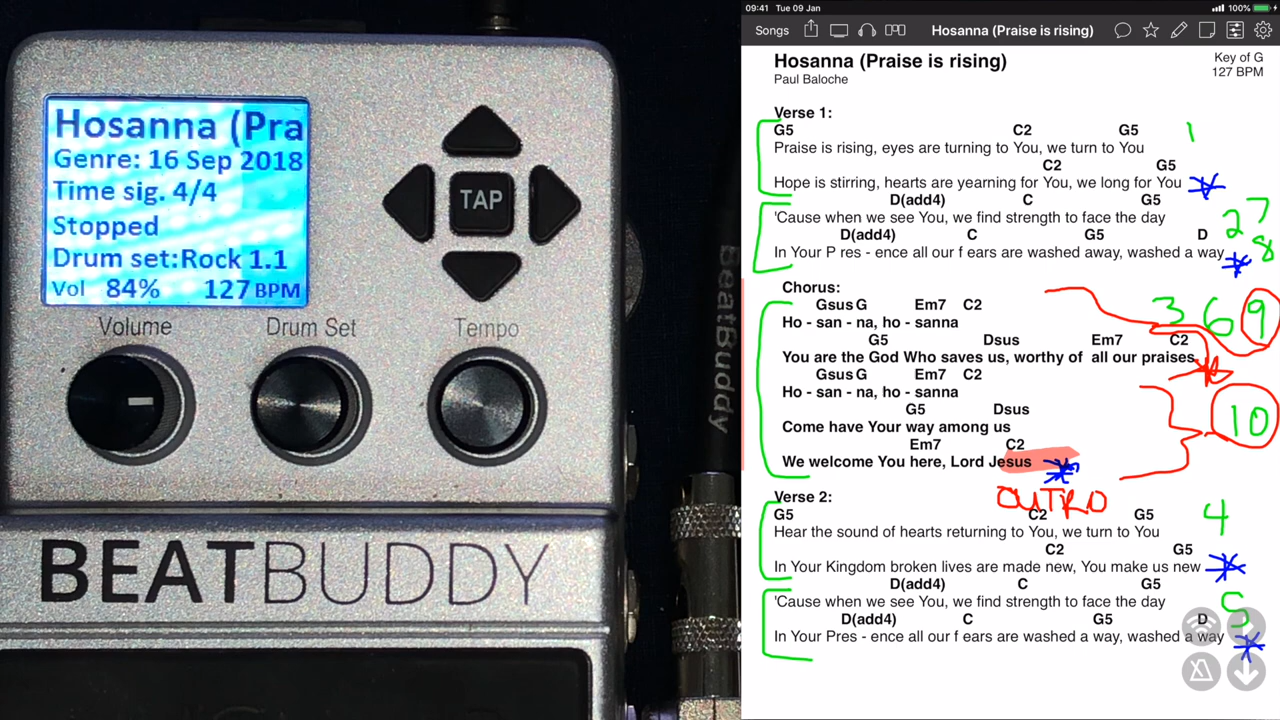 Hosanna (Pra
Genre: 16 Sep 2018
Time sig. 4/4
Stopped
Drum set:Rock 1.1
Vol 84% 127 BPM
Volume Drum Set Tempo
TAP
BeatBuddy
BEATBUDDY
09:41 Tue 09 Jan 100%
Songs Hosanna (Praise is rising)
Hosanna (Praise is rising)
Key of G
Paul Baloche
127 BPM
Verse 1:
G5 C2 G5 1
Praise is rising, eyes are turning to You, we turn to You
C2 G5
Hope is stirring, hearts are yearning for You, we long for You
D(add4) C G5
'Cause when we see You, we find strength to face the day 2 7
D(add4) C G5 D
In Your P res - ence all our f ears are washed away, washed a way 8
Chorus:
Gsus G Em7 C2
Ho - san - na, ho - sanna 3 6 9
G5 Dsus Em7 C2
You are the God Who saves us, worthy of all our praises
Gsus G Em7 C2
Ho - san - na, ho - sanna
G5 Dsus
Come have Your way among us 10
Em7 C2
We welcome You here, Lord Jesus
OUTRO
Verse 2:
G5 C2 G5 4
Hear the sound of hearts returning to You, we turn to You
C2 G5
In Your Kingdom broken lives are made new, You make us new
D(add4) C G5
'Cause when we see You, we find strength to face the day 5
D(add4) C G5 D
In Your Pres - ence all our f ears are washed a way, washed a way